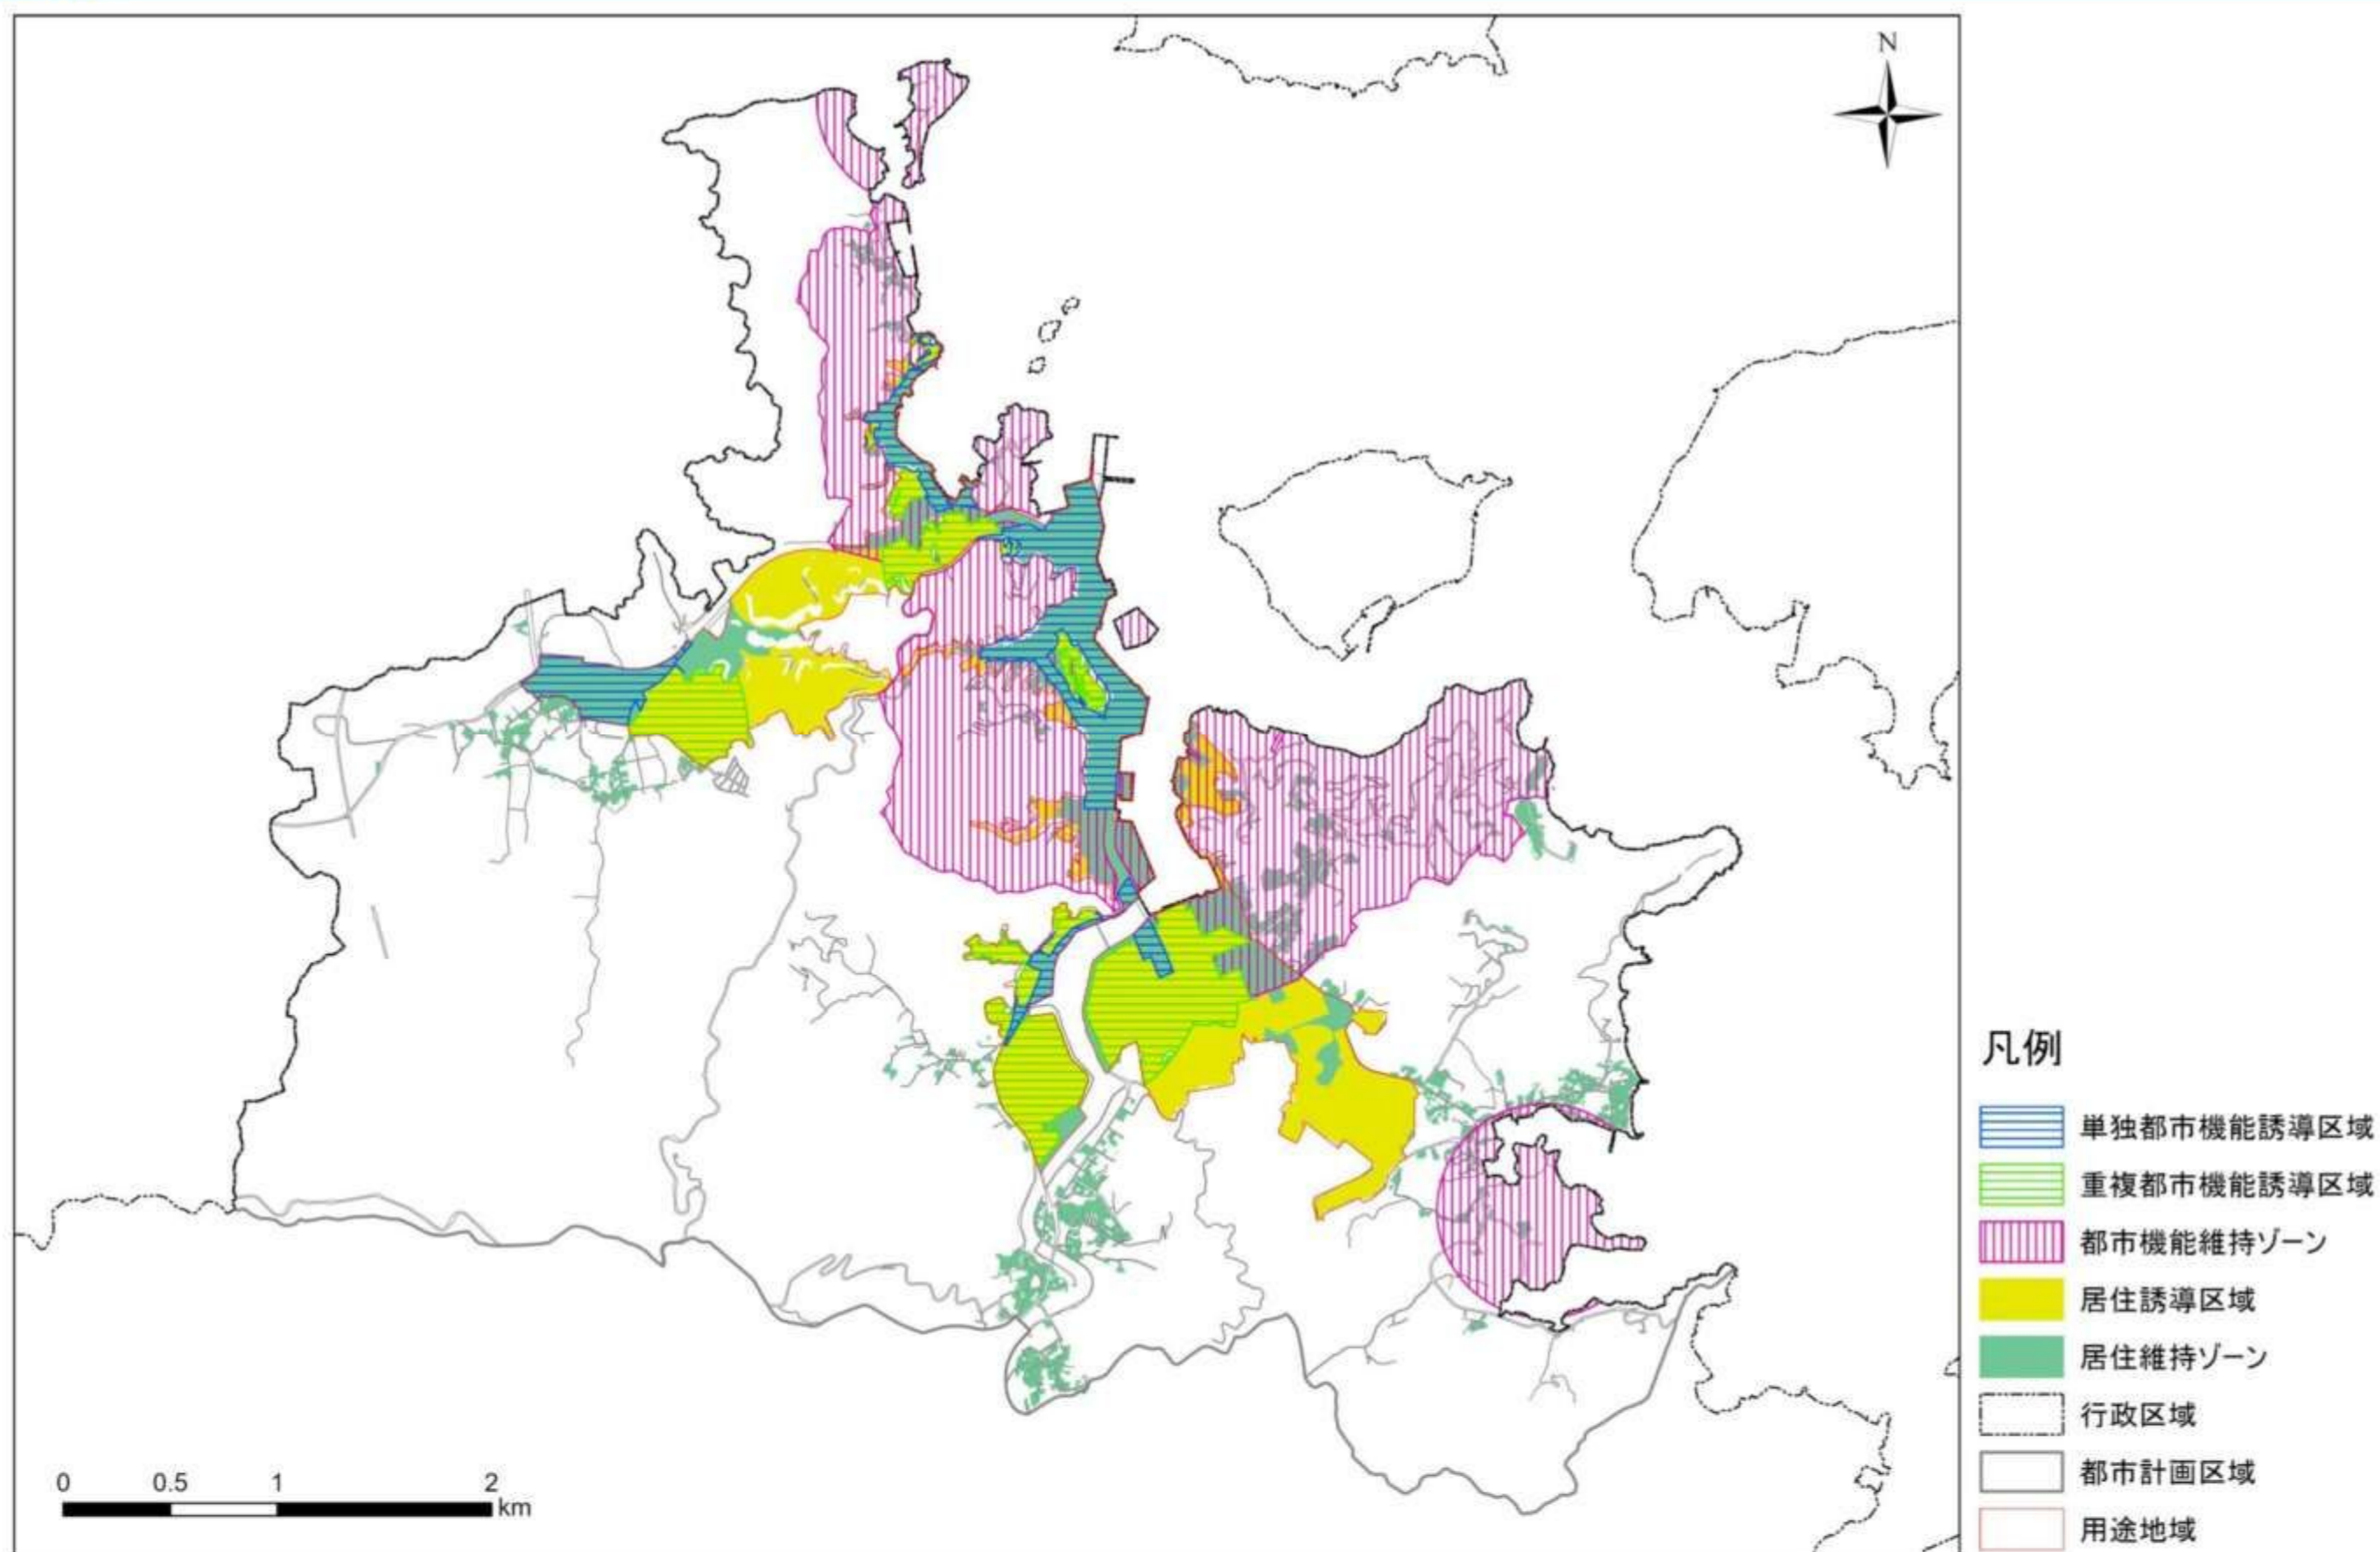 N
凡例
単独都市機能誘導区域
重複都市機能誘導区域
都市機能維持ゾーン
居住誘導区域
居住維持ゾーン
行政区域
都市計画区域
用途地域
0 0.5 1 2
km